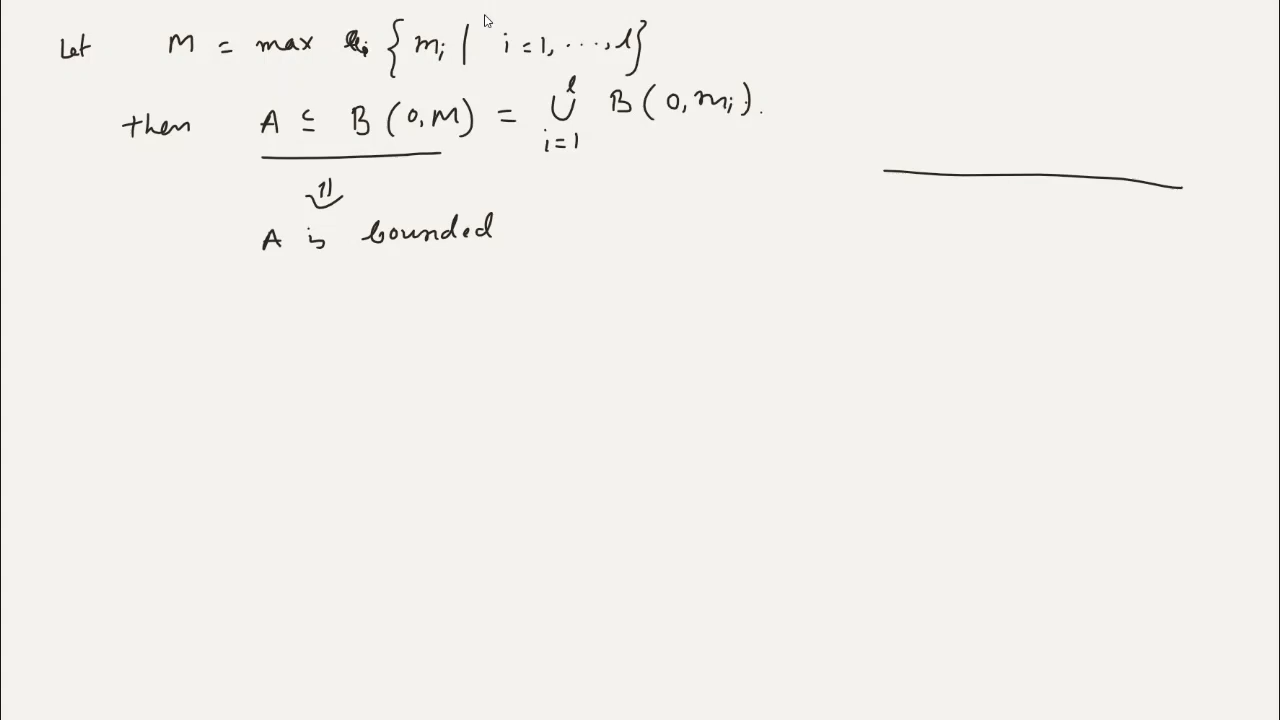 Let M = max { m_i | i = 1, ..., l }
then A ⊆ B(0, M) = ⋃_{i=1}^{l} B(0, m_i).
⇓
A is bounded